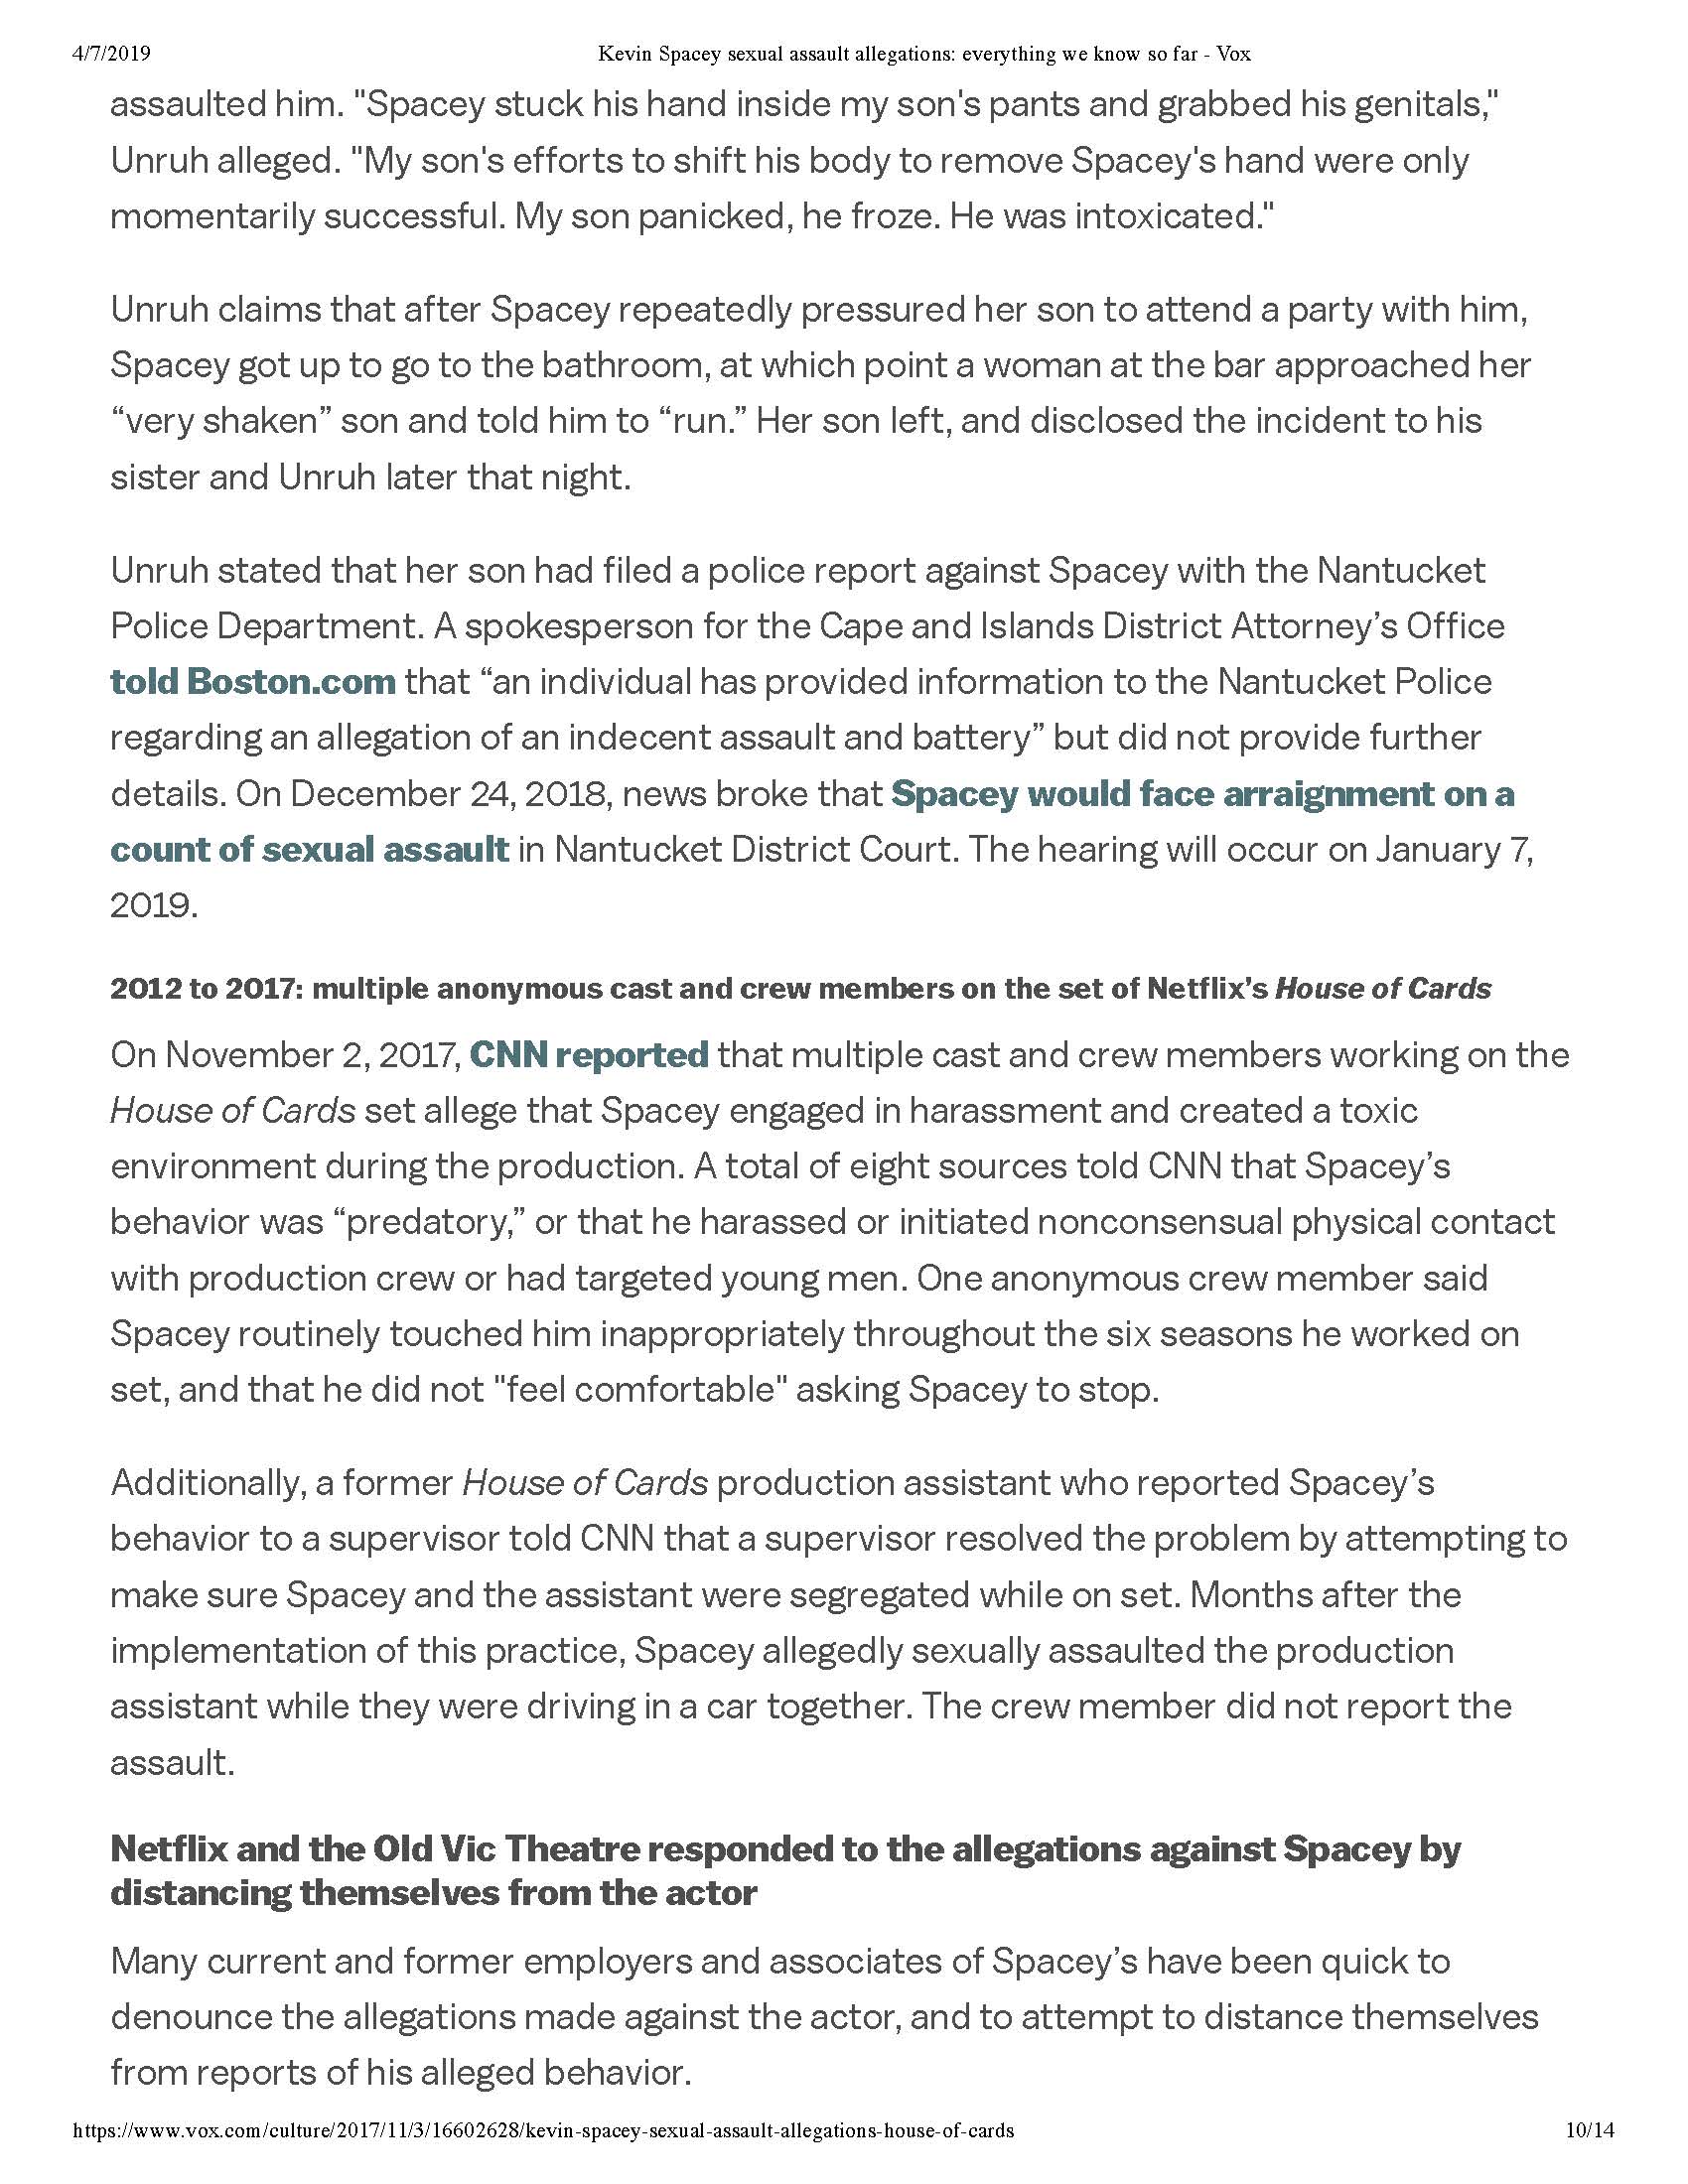 4/7/2019 Kevin Spacey sexual assault allegations: everything we know so far - Vox
assaulted him. "Spacey stuck his hand inside my son's pants and grabbed his genitals,"
Unruh alleged. "My son's efforts to shift his body to remove Spacey's hand were only
momentarily successful. My son panicked, he froze. He was intoxicated."
Unruh claims that after Spacey repeatedly pressured her son to attend a party with him,
Spacey got up to go to the bathroom, at which point a woman at the bar approached her
“very shaken” son and told him to “run.” Her son left, and disclosed the incident to his
sister and Unruh later that night.
Unruh stated that her son had filed a police report against Spacey with the Nantucket
Police Department. A spokesperson for the Cape and Islands District Attorney’s Office
told Boston.com that “an individual has provided information to the Nantucket Police
regarding an allegation of an indecent assault and battery” but did not provide further
details. On December 24, 2018, news broke that Spacey would face arraignment on a
count of sexual assault in Nantucket District Court. The hearing will occur on January 7,
2019.
2012 to 2017: multiple anonymous cast and crew members on the set of Netflix’s House of Cards
On November 2, 2017, CNN reported that multiple cast and crew members working on the
House of Cards set allege that Spacey engaged in harassment and created a toxic
environment during the production. A total of eight sources told CNN that Spacey’s
behavior was “predatory,” or that he harassed or initiated nonconsensual physical contact
with production crew or had targeted young men. One anonymous crew member said
Spacey routinely touched him inappropriately throughout the six seasons he worked on
set, and that he did not "feel comfortable" asking Spacey to stop.
Additionally, a former House of Cards production assistant who reported Spacey’s
behavior to a supervisor told CNN that a supervisor resolved the problem by attempting to
make sure Spacey and the assistant were segregated while on set. Months after the
implementation of this practice, Spacey allegedly sexually assaulted the production
assistant while they were driving in a car together. The crew member did not report the
assault.
Netflix and the Old Vic Theatre responded to the allegations against Spacey by
distancing themselves from the actor
Many current and former employers and associates of Spacey’s have been quick to
denounce the allegations made against the actor, and to attempt to distance themselves
from reports of his alleged behavior.
https://www.vox.com/culture/2017/11/3/16602628/kevin-spacey-sexual-assault-allegations-house-of-cards 10/14